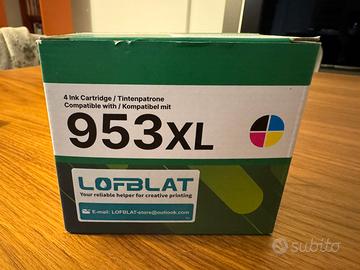 4 Ink Cartridge / Tintenpatrone
Compatible with / Kompatibel mit
953XL
LOFBLAT
Your reliable helper for creative printing
E-mail: LOFBLAT-store@outlook.com
subito